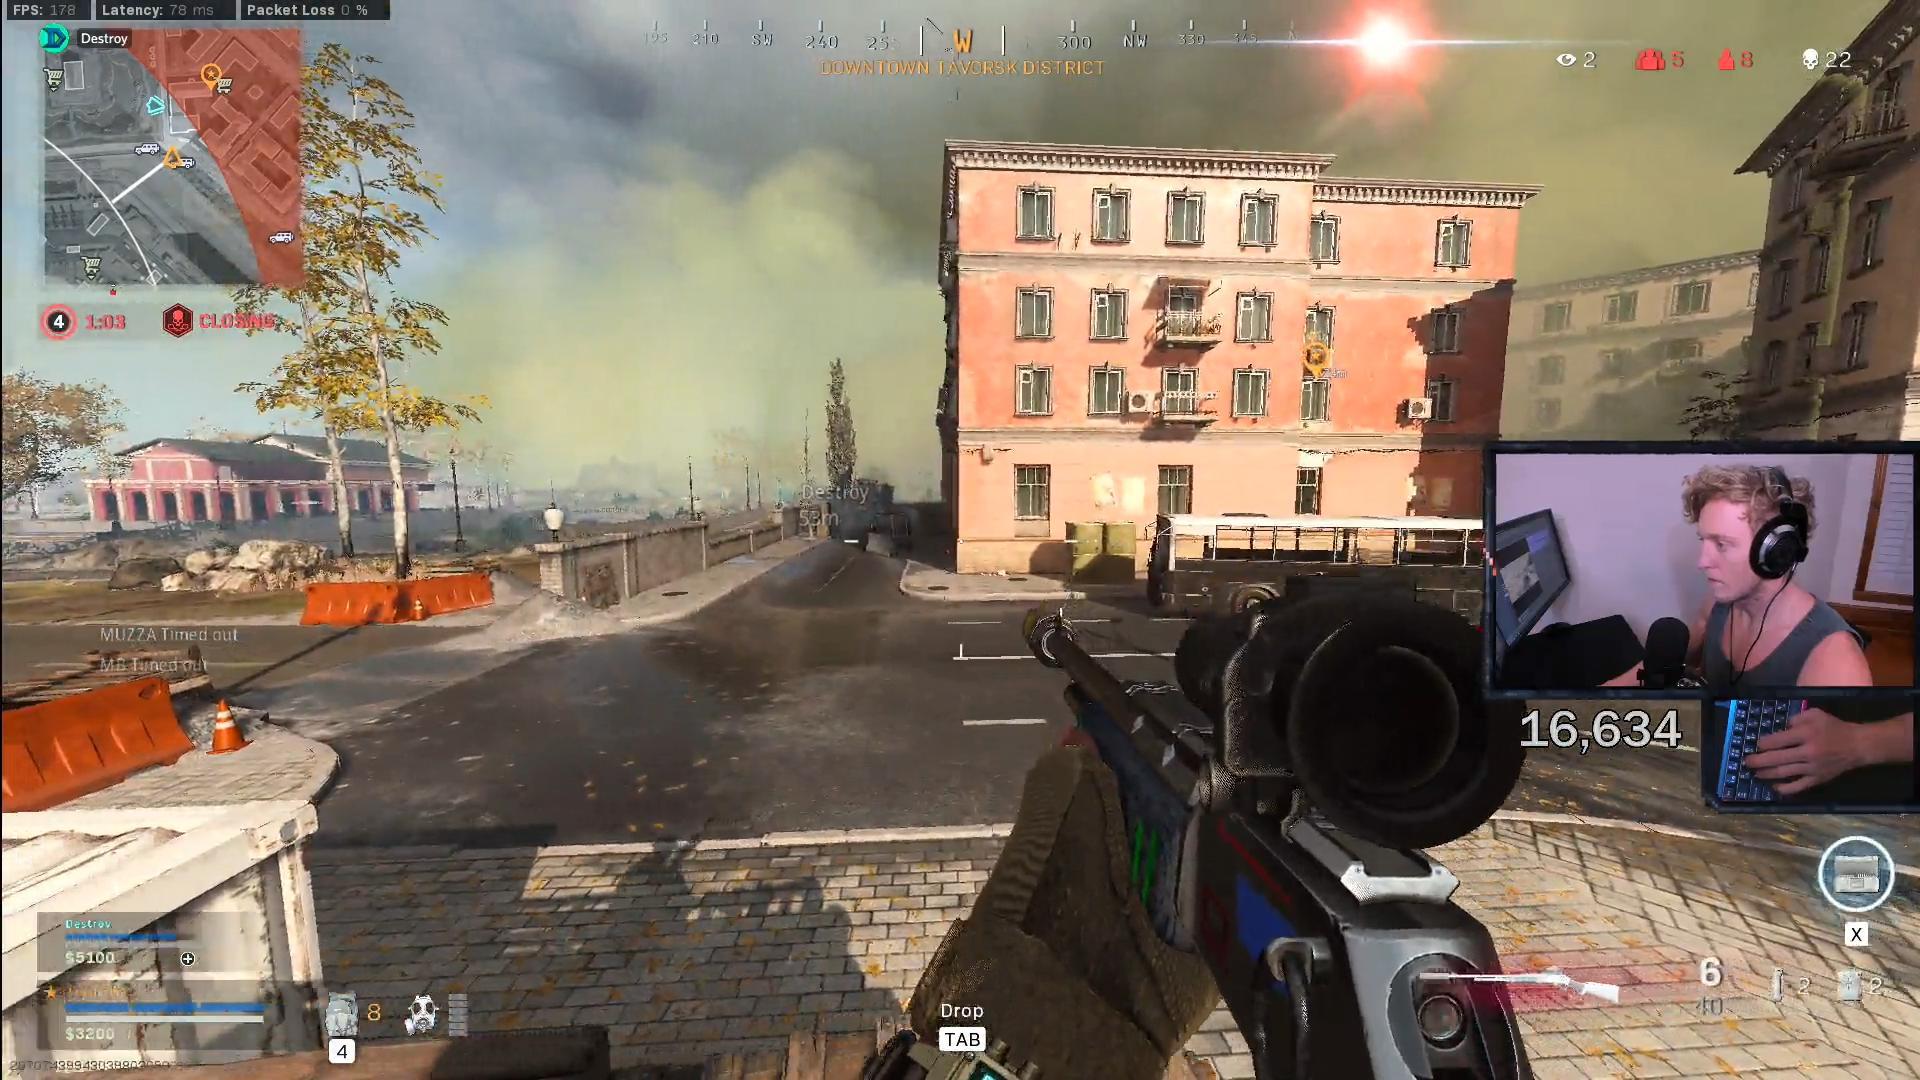 FPS: 178 Latency: 78 ms Packet Loss 0 %
Destroy
195 210 SW 240 W 300 NW 330 345 N
DOWNTOWN TAVORSK DISTRICT
2 5 8 22
4 1:03 CLOSING
Destroy
53m
MUZZA Timed out
MB Timed out
16,634
X
Destroy
$5100
$3200
8
4
Drop
TAB
6
40
2 2